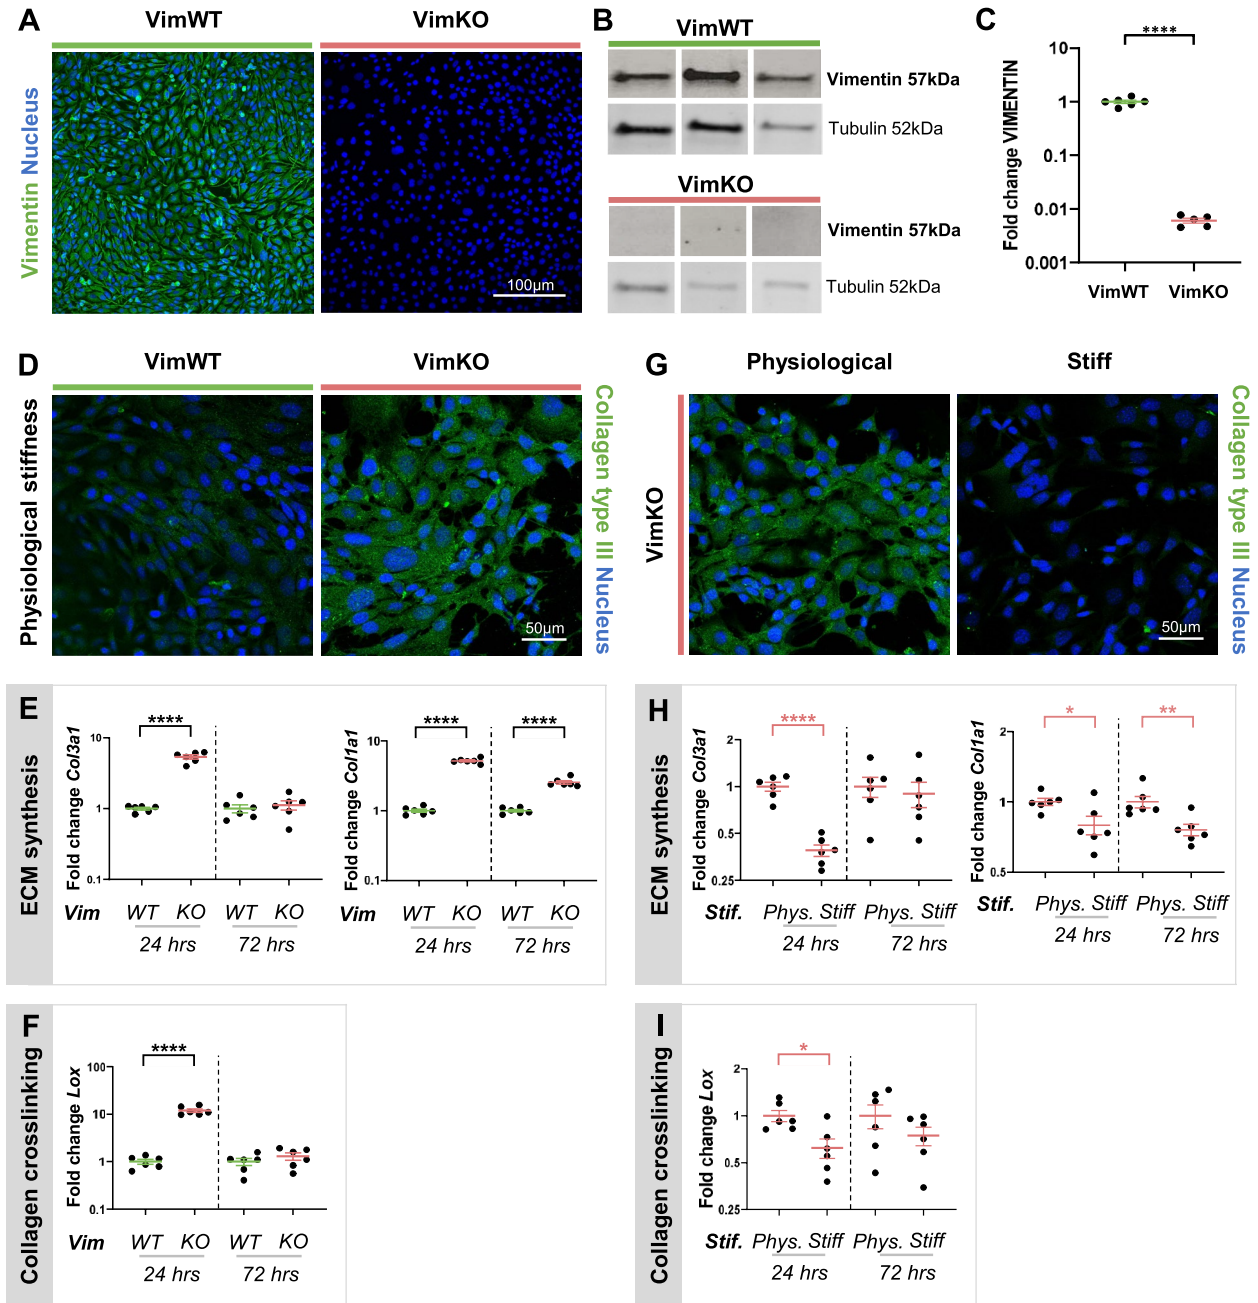 A
VimWT
VimKO
Vimentin Nucleus
100µm
B
VimWT
Vimentin 57kDa
Tubulin 52kDa
VimKO
Vimentin 57kDa
Tubulin 52kDa
C
****
Fold change VIMENTIN
10
1
0.1
0.01
0.001
VimWT VimKO
D
VimWT
VimKO
Physiological stiffness
50µm
Collagen type III Nucleus
G
Physiological
Stiff
VimKO
50µm
Collagen type III Nucleus
E
ECM synthesis
Fold change Col3a1
10
1
0.1
****
Vim WT KO WT KO
24 hrs 72 hrs
Fold change Col1a1
10
1
0.1
**** ****
Vim WT KO WT KO
24 hrs 72 hrs
H
ECM synthesis
Fold change Col3a1
2
1
0.5
0.25
****
Stif. Phys. Stiff Phys. Stiff
24 hrs 72 hrs
Fold change Col1a1
2
1
0.5
* **
Stif. Phys. Stiff Phys. Stiff
24 hrs 72 hrs
F
Collagen crosslinking
Fold change Lox
100
10
1
0.1
****
Vim WT KO WT KO
24 hrs 72 hrs
I
Collagen crosslinking
Fold change Lox
2
1
0.5
0.25
*
Stif. Phys. Stiff Phys. Stiff
24 hrs 72 hrs